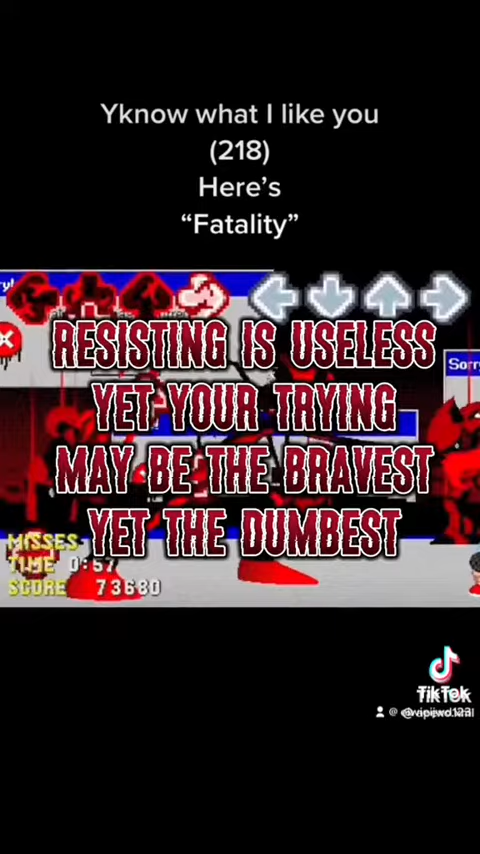 Yknow what I like you
(218)
Here’s
“Fatality”
RESISTING IS USELESS
YET YOUR TRYING
MAY BE THE BRAVEST
YET THE DUMBEST
Sorr
MISSES
TIME 0:57
SCORE 73680
TikTok